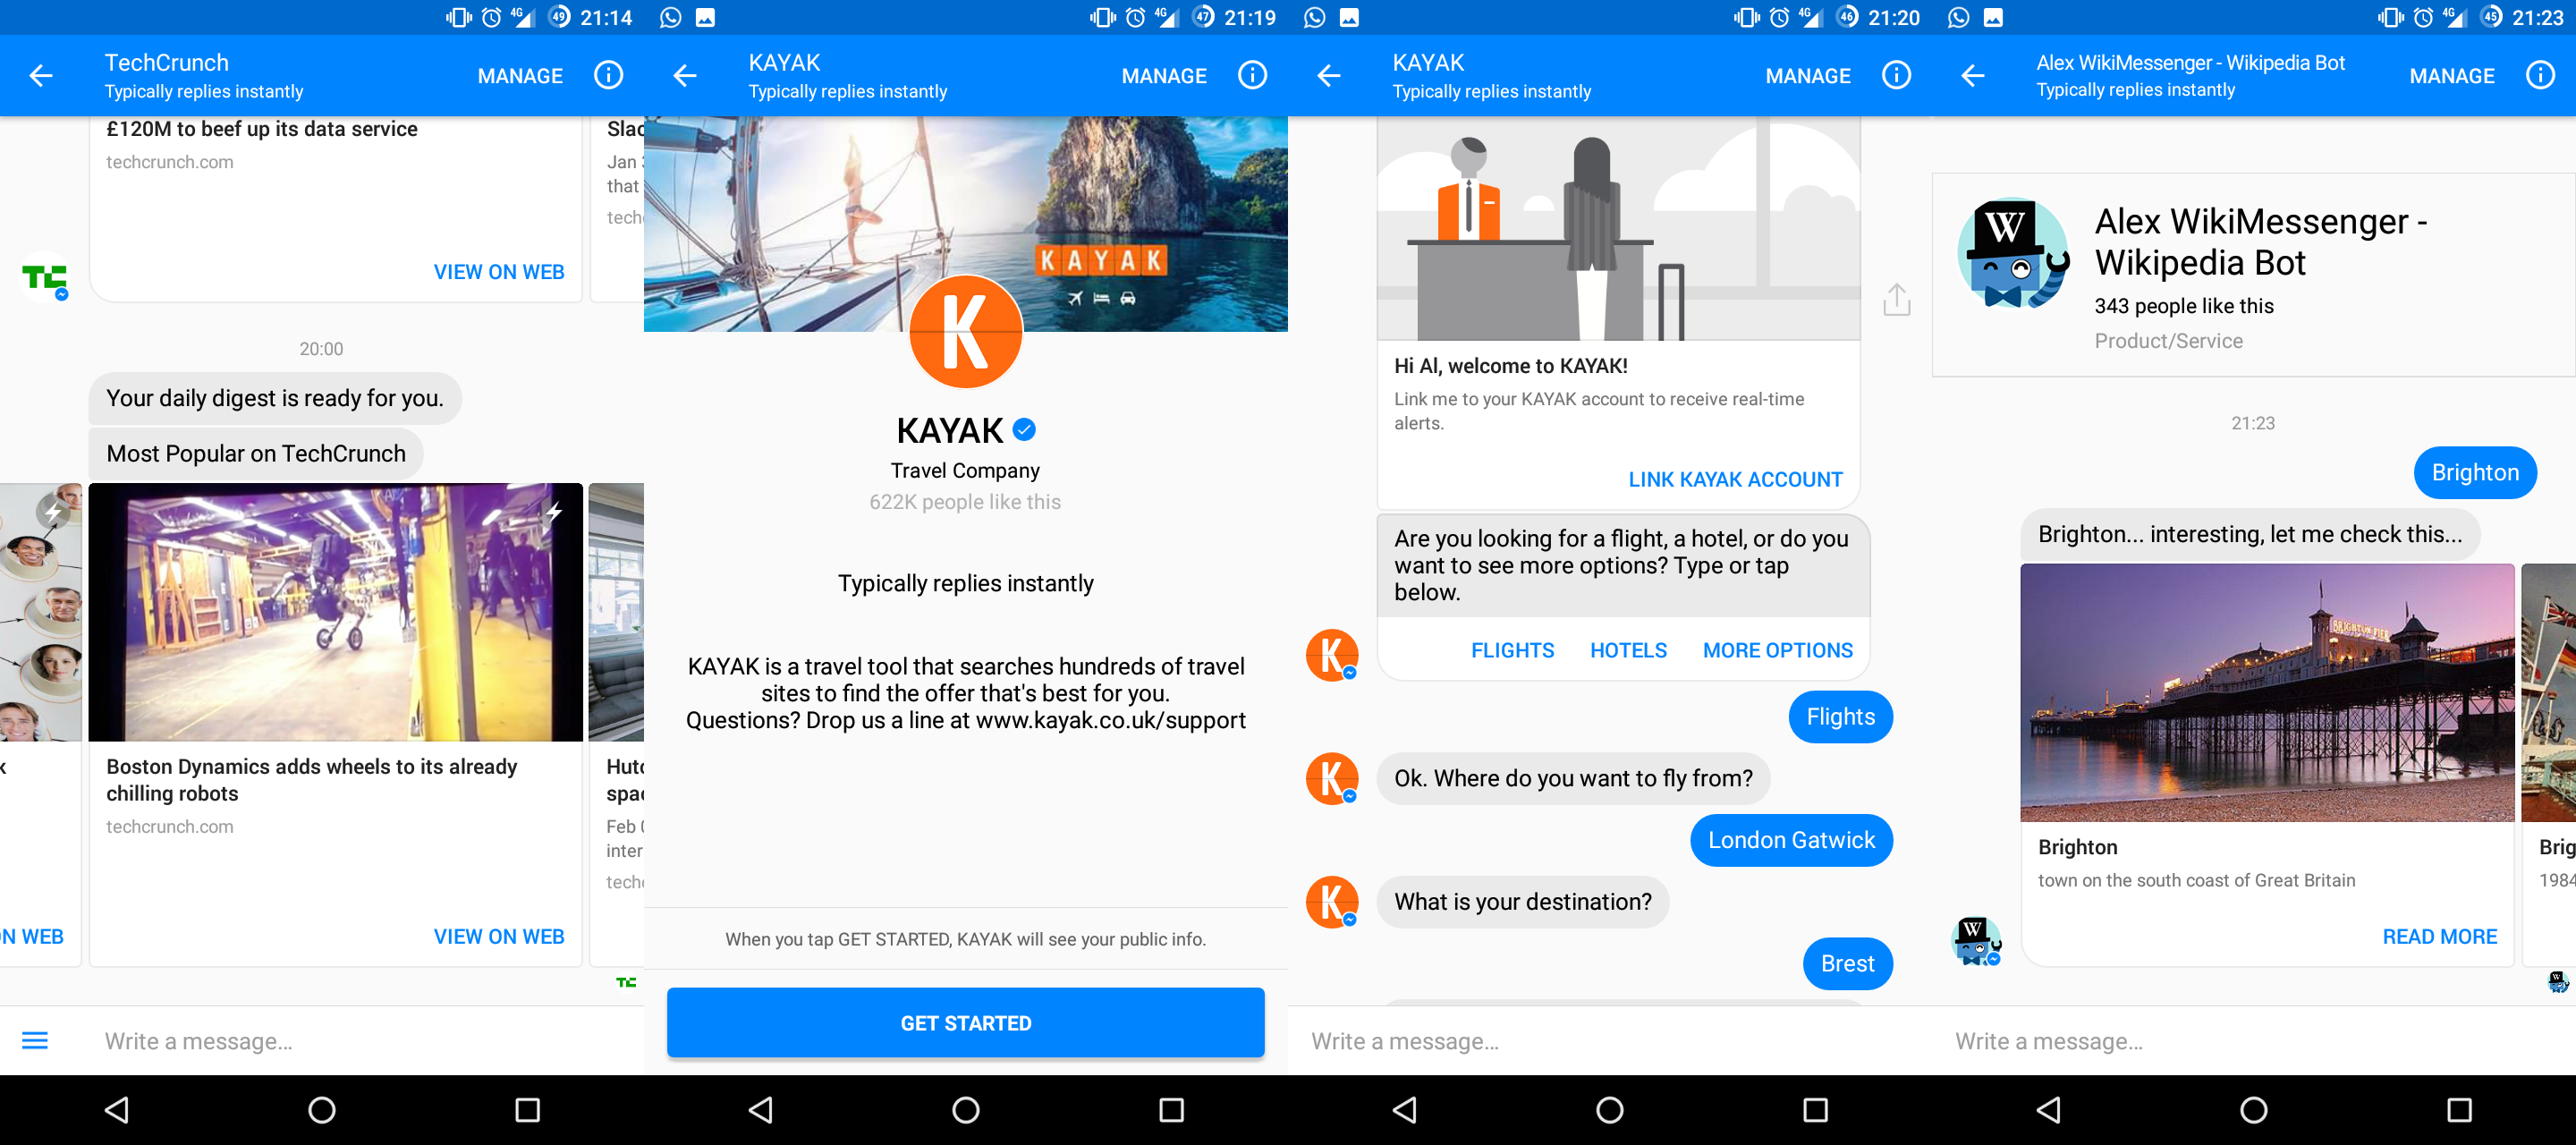 4G
49
21:14
TechCrunch
Typically replies instantly
MANAGE
£120M to beef up its data service
techcrunch.com
VIEW ON WEB
Slac
Jan
that
tech
TC
20:00
Your daily digest is ready for you.
Most Popular on TechCrunch
k
ON WEB
Boston Dynamics adds wheels to its already
chilling robots
techcrunch.com
VIEW ON WEB
Hutc
spac
Feb
inter
tech
TC
Write a message...
4G
47
21:19
KAYAK
Typically replies instantly
MANAGE
KAYAK
K
KAYAK
Travel Company
622K people like this
Typically replies instantly
KAYAK is a travel tool that searches hundreds of travel
sites to find the offer that's best for you.
Questions? Drop us a line at www.kayak.co.uk/support
When you tap GET STARTED, KAYAK will see your public info.
GET STARTED
4G
46
21:20
KAYAK
Typically replies instantly
MANAGE
Hi Al, welcome to KAYAK!
Link me to your KAYAK account to receive real-time
alerts.
LINK KAYAK ACCOUNT
Are you looking for a flight, a hotel, or do you
want to see more options? Type or tap
below.
FLIGHTS HOTELS MORE OPTIONS
K
Flights
K
Ok. Where do you want to fly from?
London Gatwick
K
What is your destination?
Brest
Write a message...
4G
45
21:23
Alex WikiMessenger - Wikipedia Bot
Typically replies instantly
MANAGE
W
Alex WikiMessenger -
Wikipedia Bot
343 people like this
Product/Service
21:23
Brighton
Brighton... interesting, let me check this...
BRIGHTON PIER
Brighton
town on the south coast of Great Britain
READ MORE
Brig
1984
W
W
Write a message...